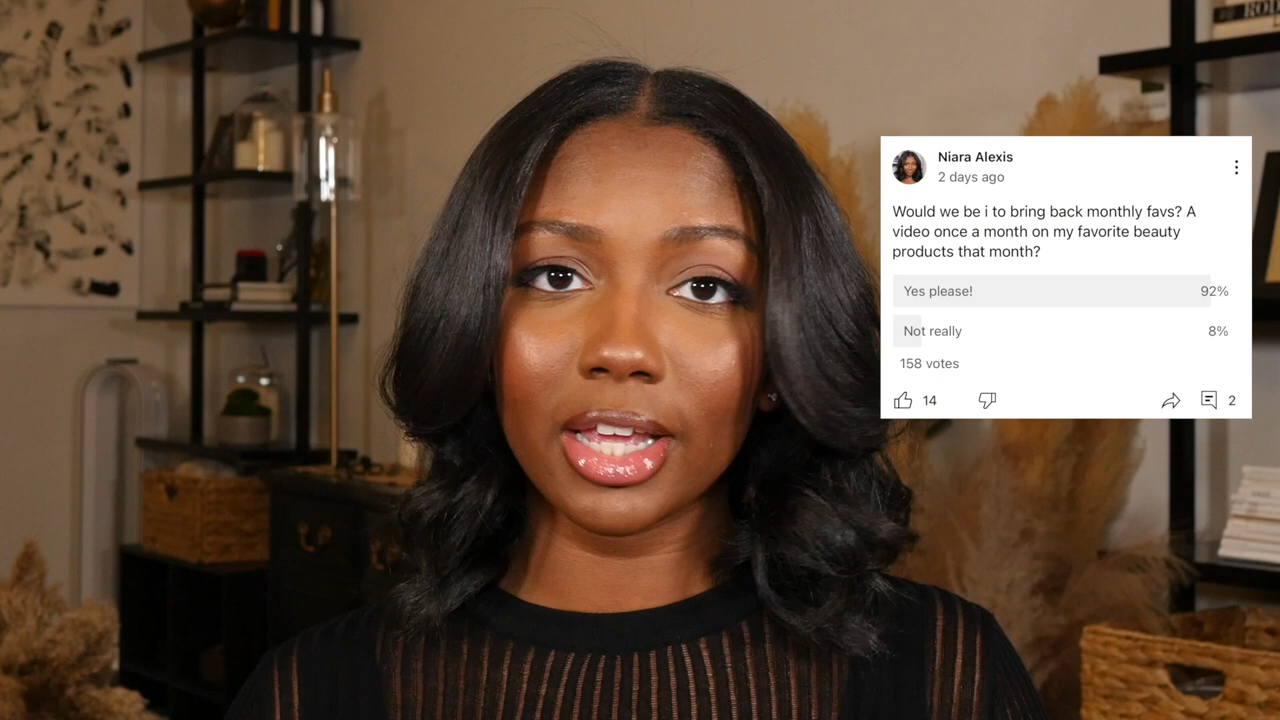 Niara Alexis
2 days ago
Would we be i to bring back monthly favs? A
video once a month on my favorite beauty
products that month?
Yes please! 92%
Not really 8%
158 votes
14 2